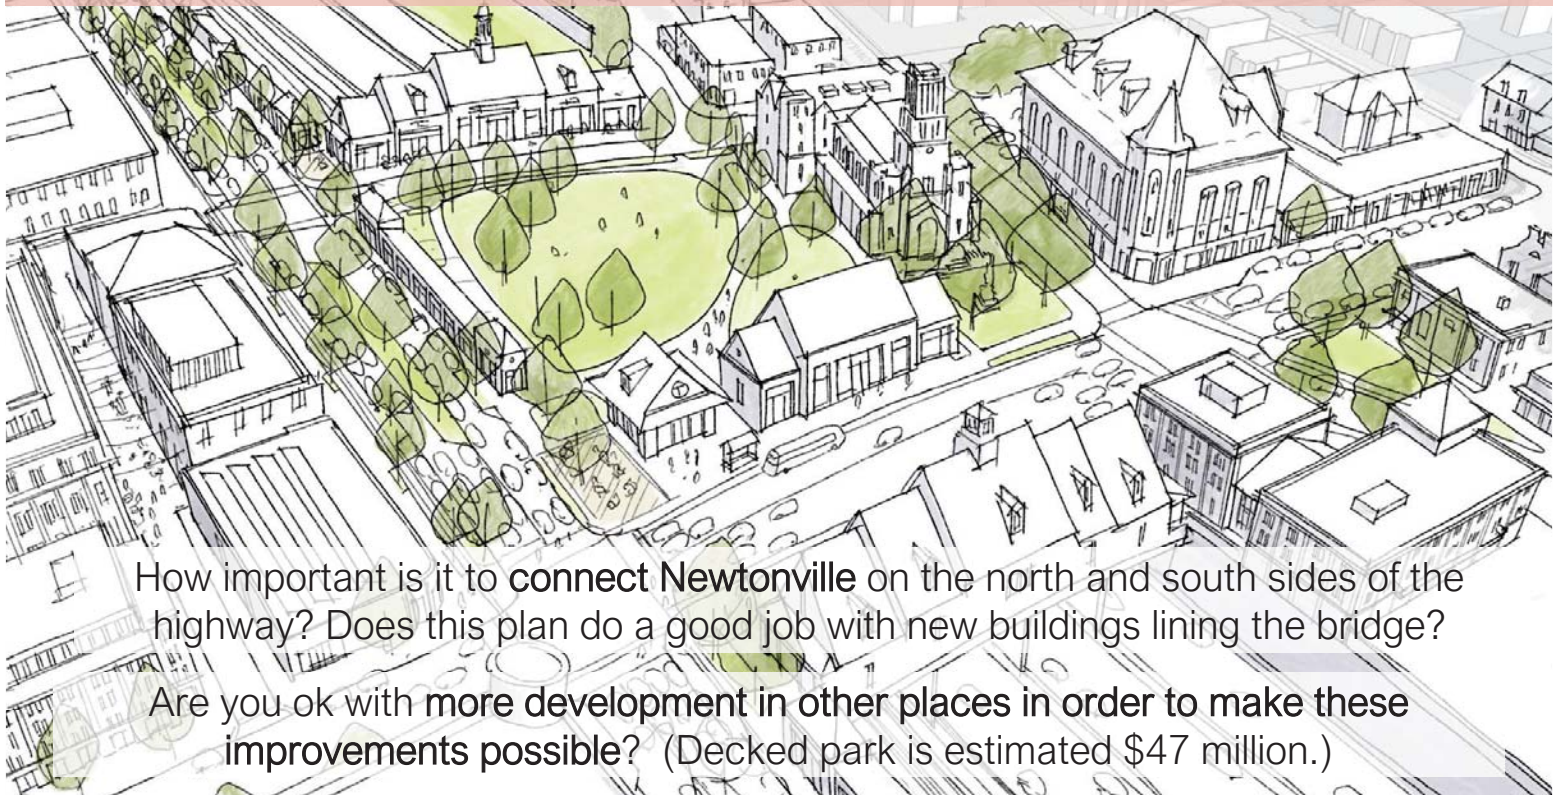 How important is it to connect Newtonville on the north and south sides of the
highway? Does this plan do a good job with new buildings lining the bridge?
Are you ok with more development in other places in order to make these
improvements possible? (Decked park is estimated $47 million.)